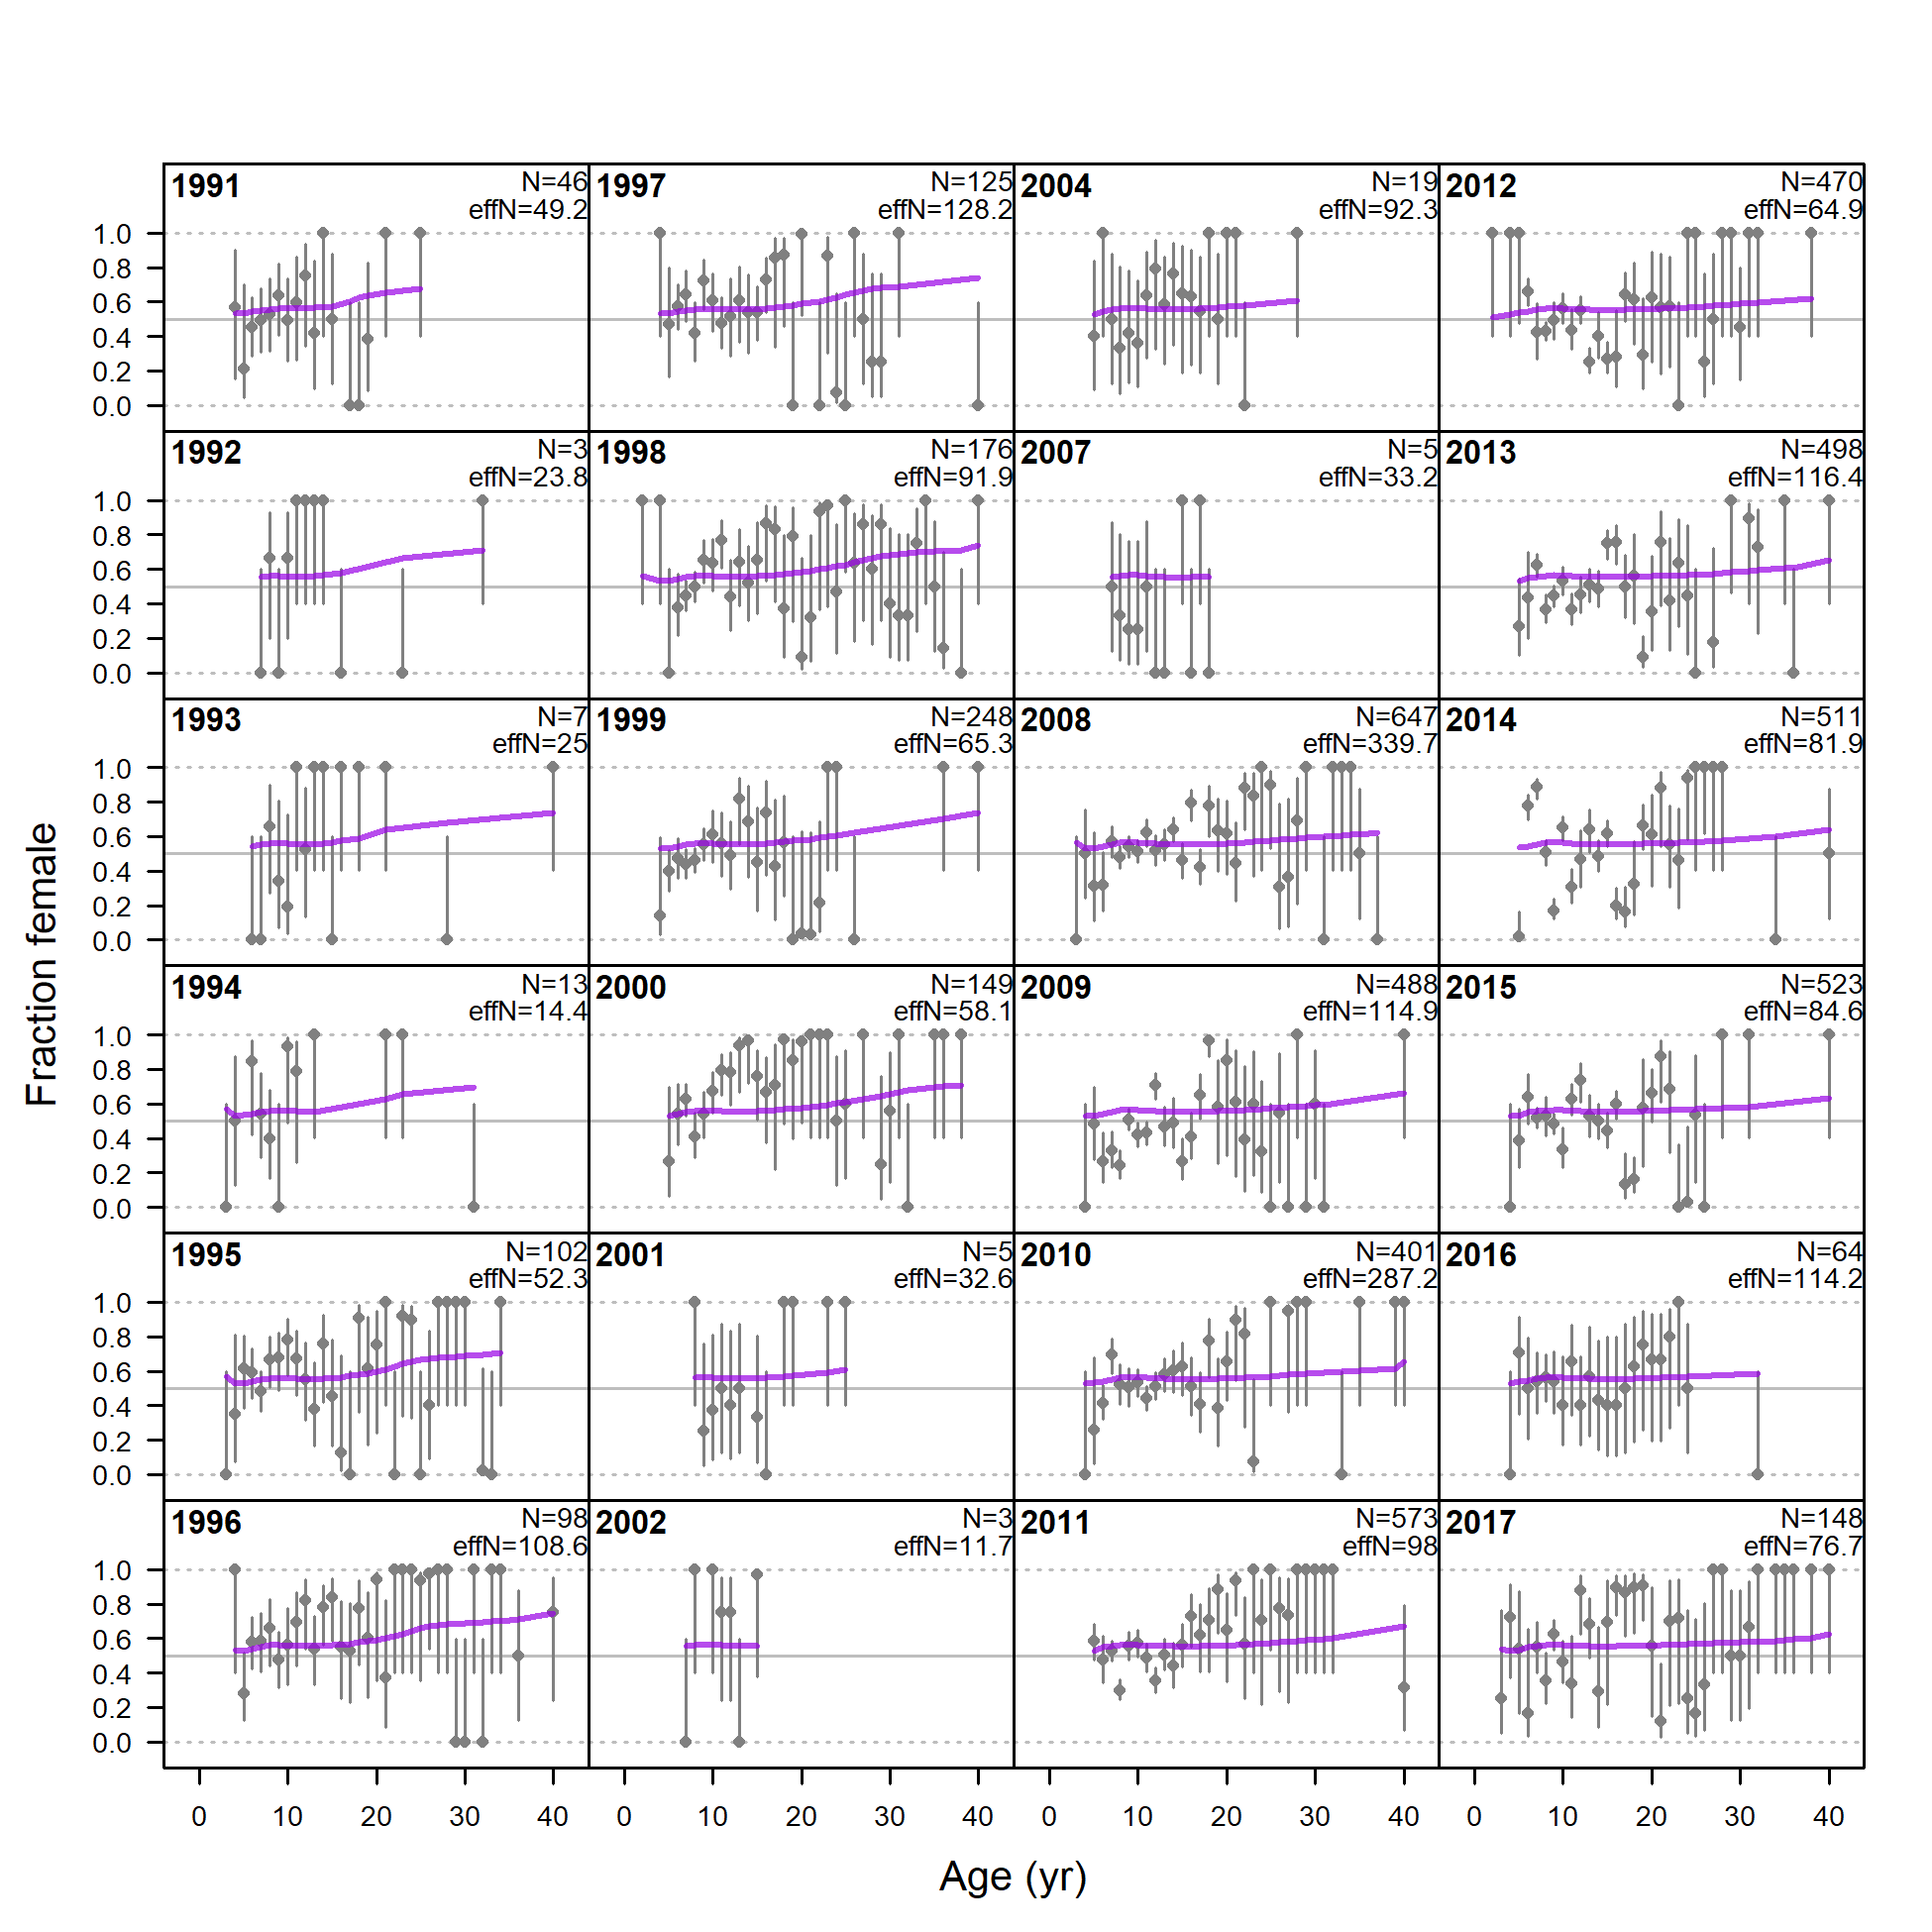 1991 N=46
effN=49.2
1997 N=125
effN=128.2
2004 N=19
effN=92.3
2012 N=470
effN=64.9
1.0
0.8
0.6
0.4
0.2
0.0
1992 N=3
effN=23.8
1998 N=176
effN=91.9
2007 N=5
effN=33.2
2013 N=498
effN=116.4
1.0
0.8
0.6
0.4
0.2
0.0
1993 N=7
effN=25
1999 N=248
effN=65.3
2008 N=647
effN=339.7
2014 N=511
effN=81.9
1.0
0.8
0.6
0.4
0.2
0.0
1994 N=13
effN=14.4
2000 N=149
effN=58.1
2009 N=488
effN=114.9
2015 N=523
effN=84.6
1.0
0.8
0.6
0.4
0.2
0.0
1995 N=102
effN=52.3
2001 N=5
effN=32.6
2010 N=401
effN=287.2
2016 N=64
effN=114.2
1.0
0.8
0.6
0.4
0.2
0.0
1996 N=98
effN=108.6
2002 N=3
effN=11.7
2011 N=573
effN=98
2017 N=148
effN=76.7
1.0
0.8
0.6
0.4
0.2
0.0
0 10 20 30 40 0 10 20 30 40 0 10 20 30 40 0 10 20 30 40
Age (yr)
Fraction female